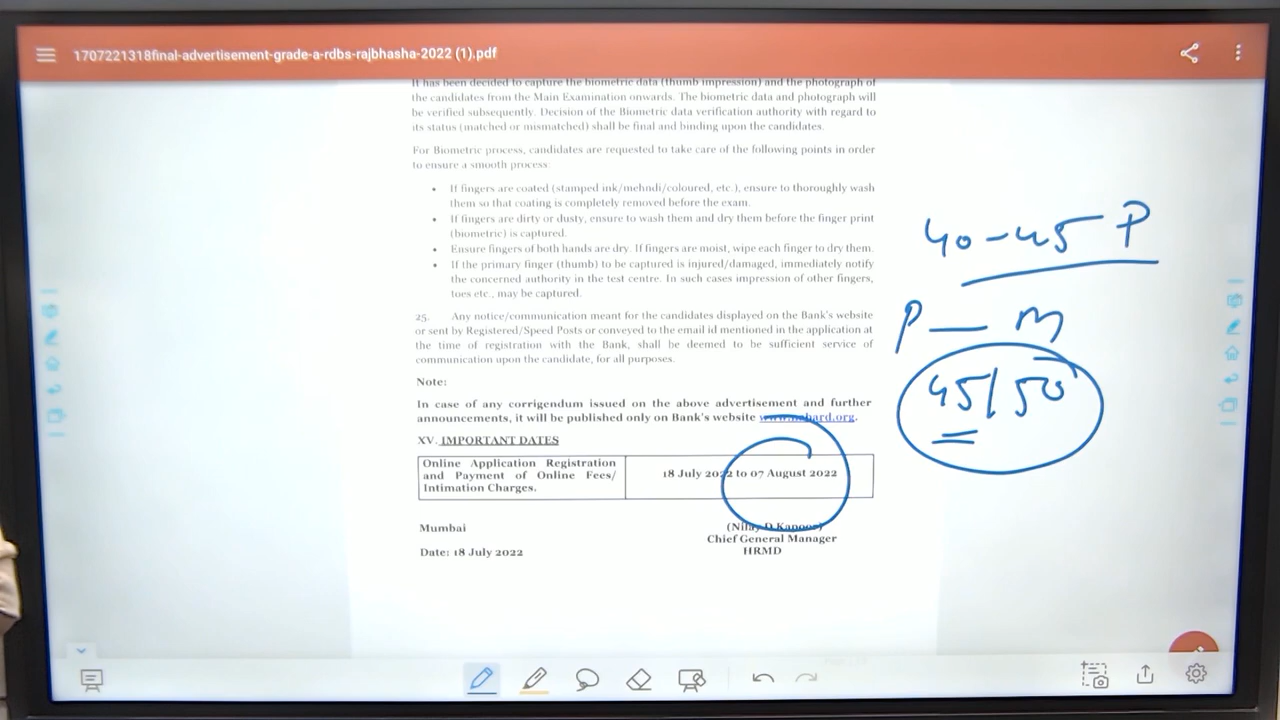 1707221318final-advertisement-grade-a-rdbs-rajbhasha-2022 (1).pdf
It has been decided to capture the biometric data (thumb impression) and the photograph of
the candidates from the Main Examination onwards. The biometric data and photograph will
be verified subsequently. Decision of the Biometric data verification authority with regard to
its status (matched or mismatched) shall be final and binding upon the candidates.
For Biometric process, candidates are requested to take care of the following points in order
to ensure a smooth process:
• If fingers are coated (stamped ink/mehndi/coloured, etc.), ensure to thoroughly wash
them so that coating is completely removed before the exam.
• If fingers are dirty or dusty, ensure to wash them and dry them before the finger print
(biometric) is captured.
• Ensure fingers of both hands are dry. If fingers are moist, wipe each finger to dry them.
• If the primary finger (thumb) to be captured is injured/damaged, immediately notify
the concerned authority in the test centre. In such cases impression of other fingers,
toes etc., may be captured.
25. Any notice/communication meant for the candidates displayed on the Bank's website
or sent by Registered/Speed Posts or conveyed to the email id mentioned in the application at
the time of registration with the Bank, shall be deemed to be sufficient service of
communication upon the candidate, for all purposes.
Note:
In case of any corrigendum issued on the above advertisement and further
announcements, it will be published only on Bank's website www.nabard.org.
XV. IMPORTANT DATES
Online Application Registration
and Payment of Online Fees/
Intimation Charges.
18 July 2022 to 07 August 2022
Mumbai
Date: 18 July 2022
Chief General Manager
HRMD
40-45 P
P — M
45/50